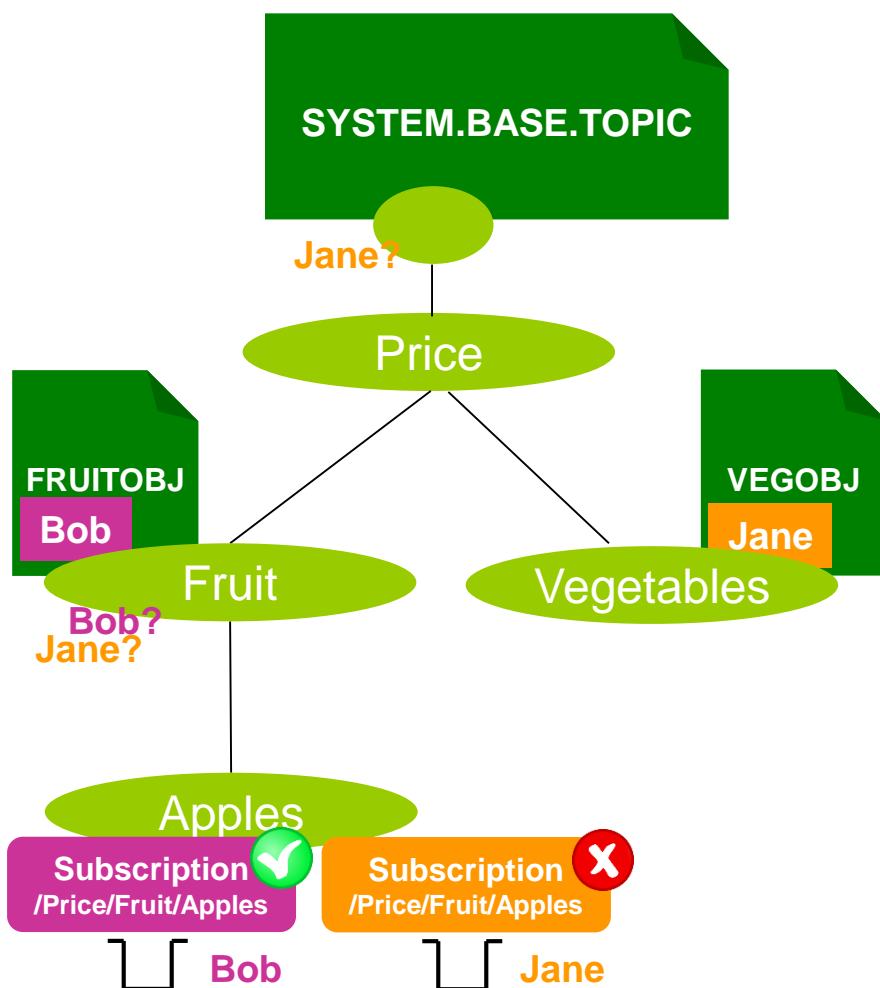 SYSTEM.BASE.TOPIC
Jane?
Price
FRUITOBJ
Bob
VEGOBJ
Jane
Fruit
Vegetables
Bob?
Jane?
Apples
Subscription
/Price/Fruit/Apples
Subscription
/Price/Fruit/Apples
Bob
Jane